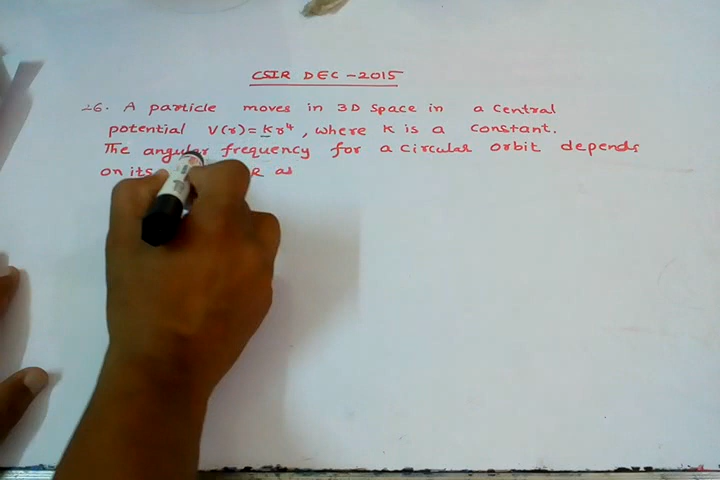 CSIR DEC -2015
26. A particle moves in 3D space in a central
potential V(r)= kr⁴, where k is a constant.
The angular frequency for a circular orbit depends
on its R as